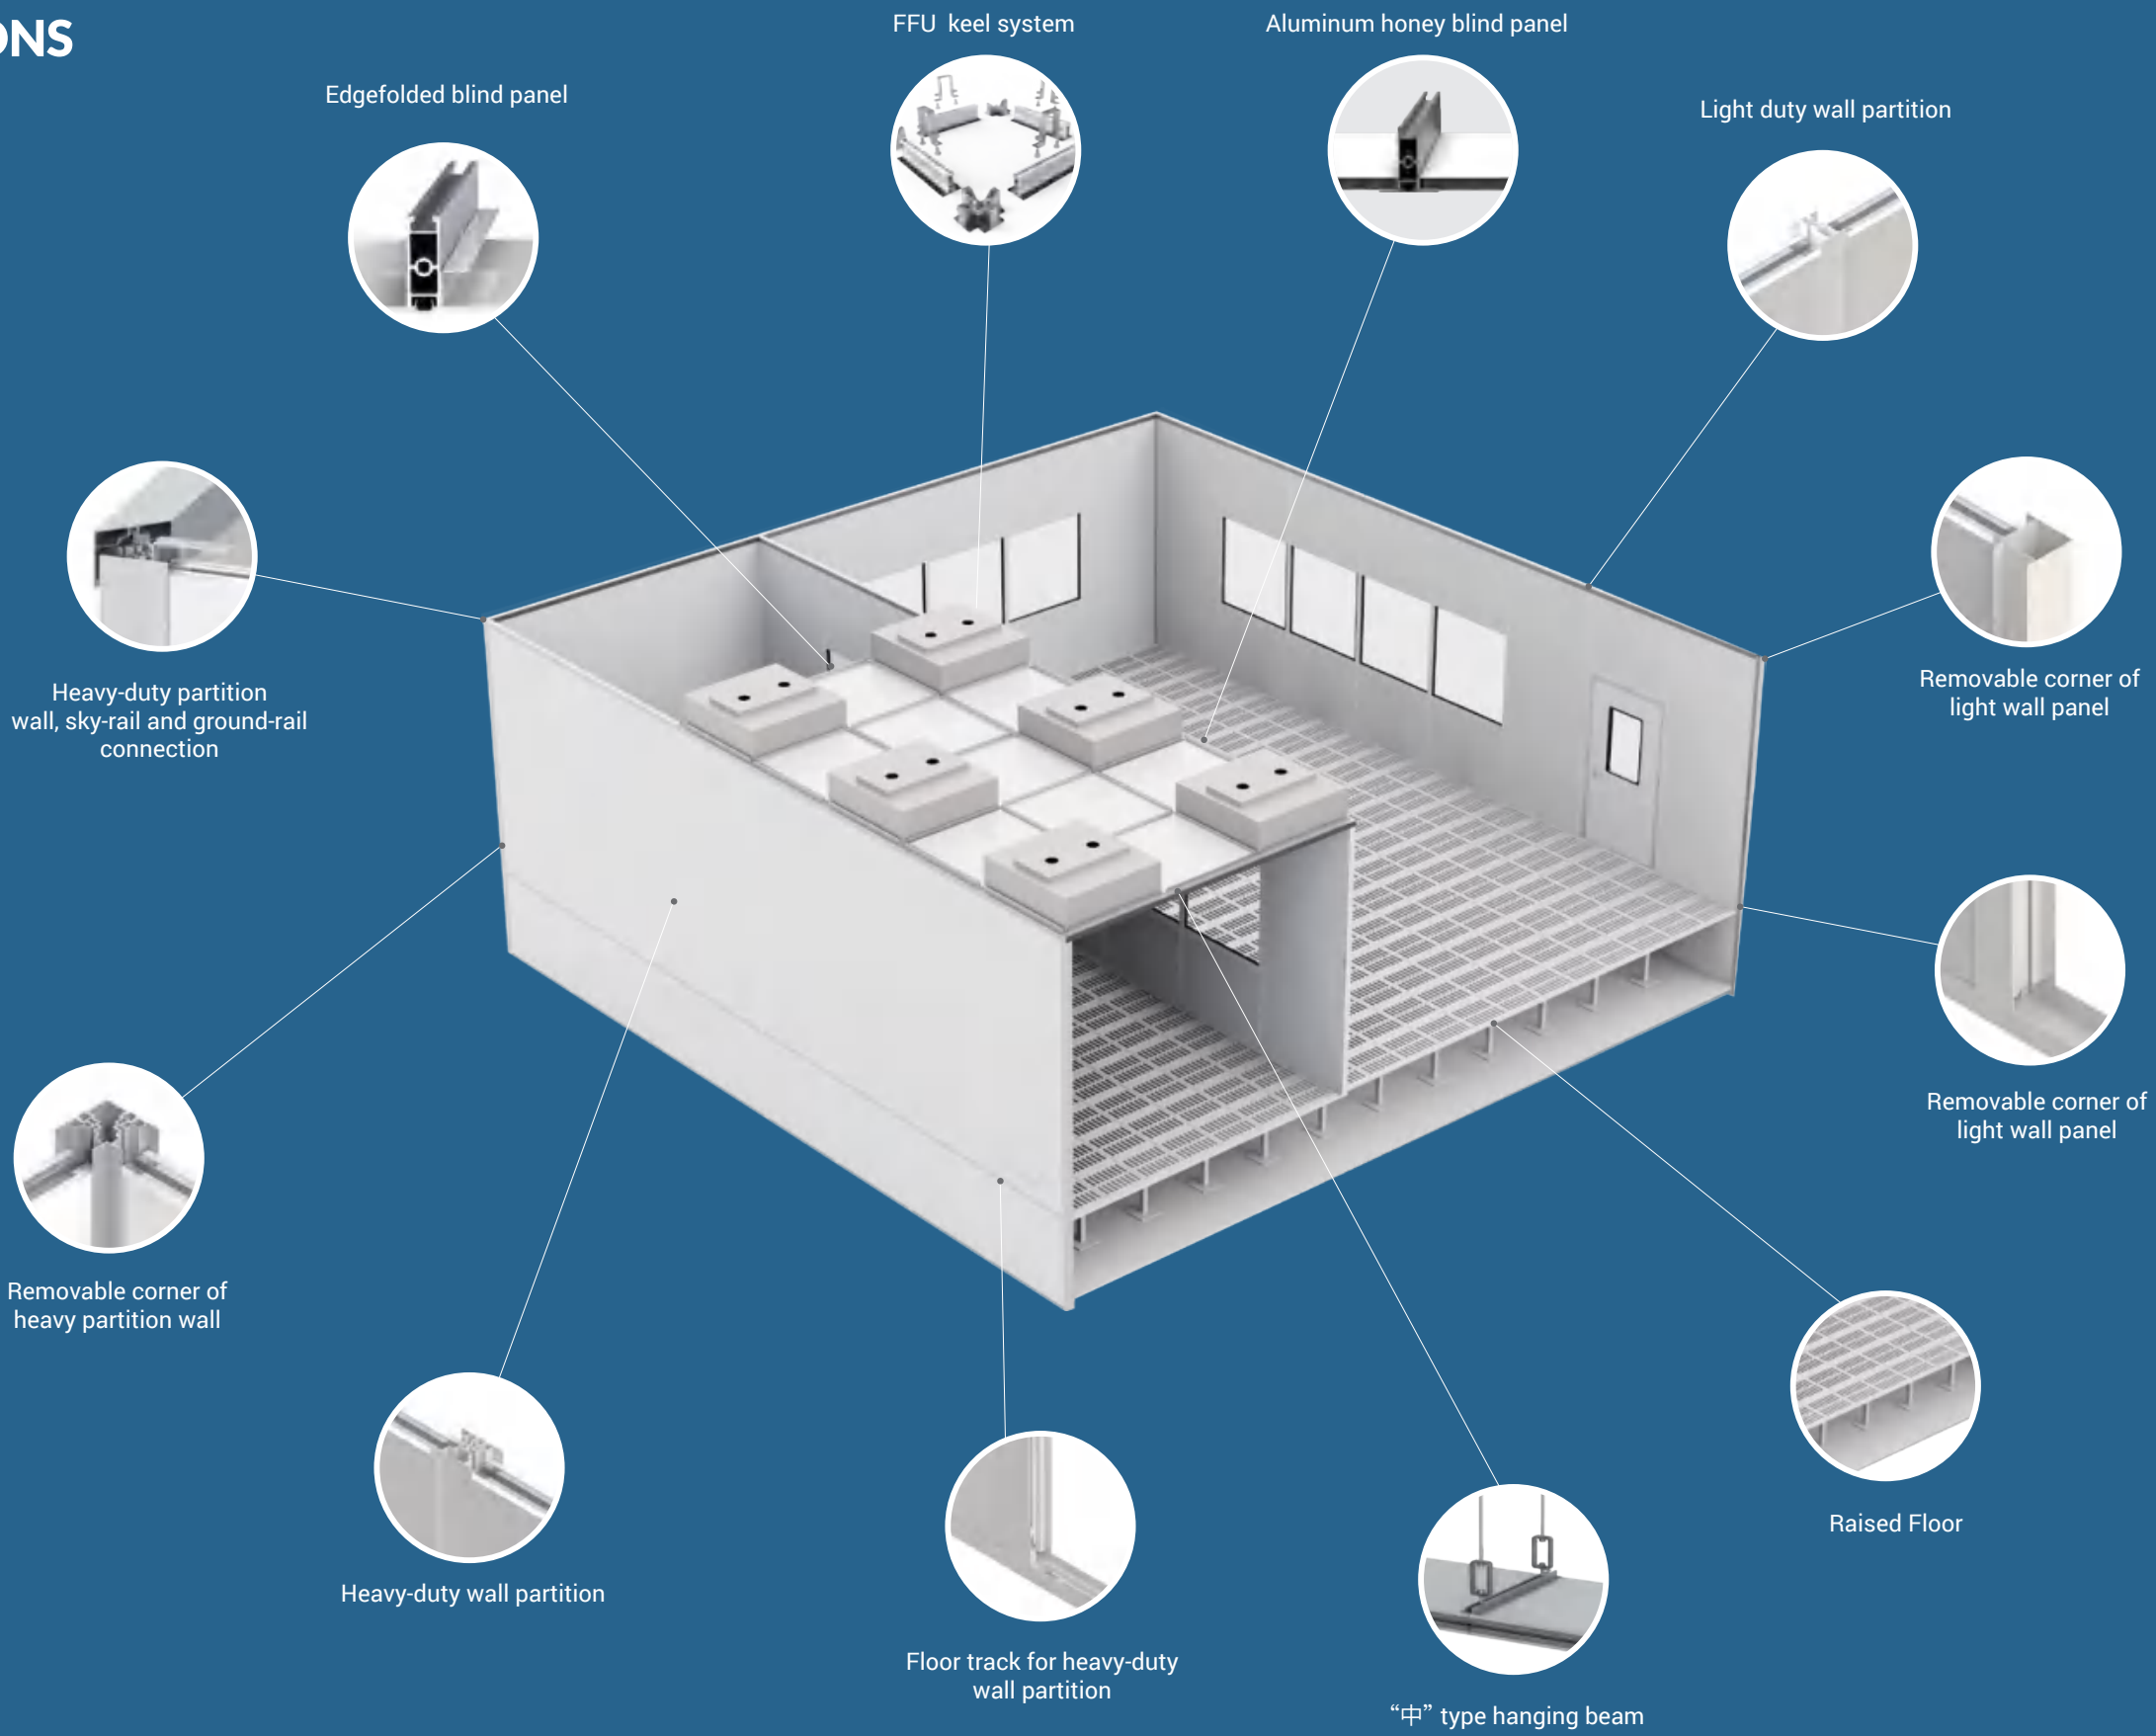 ONS
FFU keel system
Aluminum honey blind panel
Edgefolded blind panel
Light duty wall partition
Heavy-duty partition
wall, sky-rail and ground-rail
connection
Removable corner of
light wall panel
Removable corner of
light wall panel
Removable corner of
heavy partition wall
Raised Floor
Heavy-duty wall partition
Floor track for heavy-duty
wall partition
“中” type hanging beam